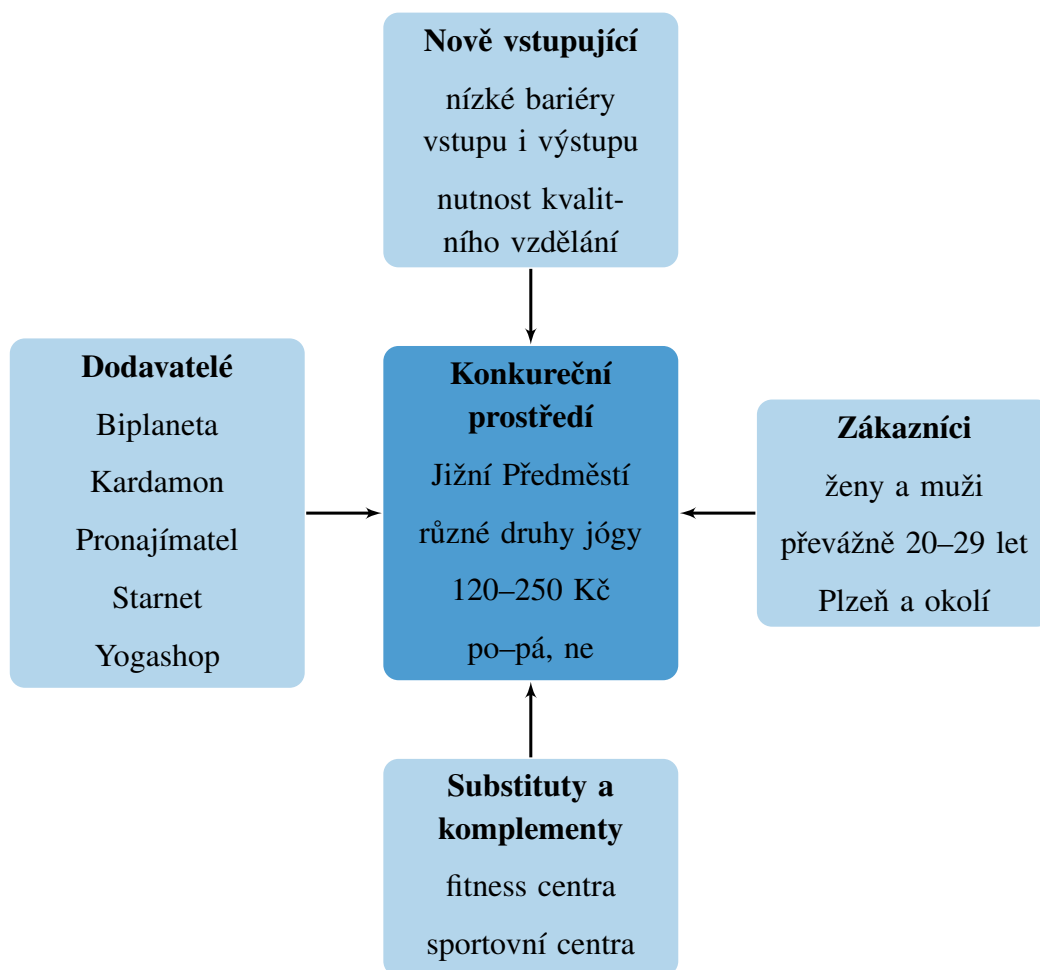 Nově vstupující
nízké bariéry
vstupu i výstupu
nutnost kvalit-
ního vzdělání
Dodavatelé
Biplaneta
Kardamon
Pronajímatel
Starnet
Yogashop
Konkureční
prostředí
Jižní Předměstí
různé druhy jógy
120–250 Kč
po–pá, ne
Zákazníci
ženy a muži
převážně 20–29 let
Plzeň a okolí
Substituty a
komplementy
fitness centra
sportovní centra